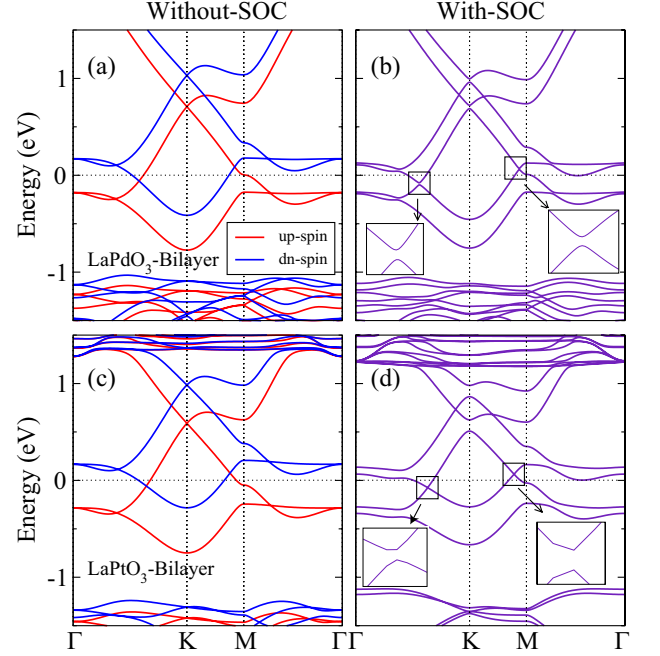 Without-SOC With-SOC
(a) (b)
1
0
-1
Energy (eV)
LaPdO3-Bilayer
up-spin
dn-spin
(c) (d)
1
0
-1
Energy (eV)
LaPtO3-Bilayer
Γ K M Γ Γ K M Γ